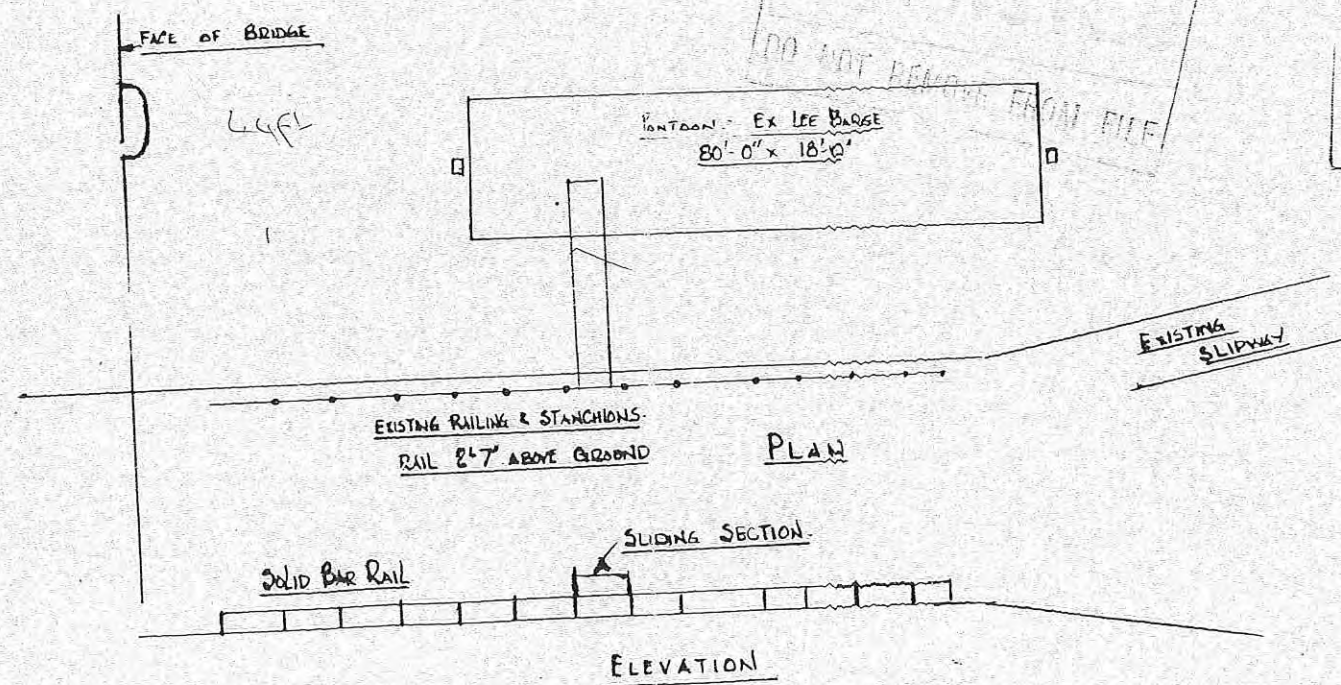 FACE OF BRIDGE
DO NOT REMOVE FROM FILE
PONTOON:- EX LEE BARGE
80'-0" x 18'-0"
EXISTING
SLIPWAY
EXISTING RAILING & STANCHIONS.
RAIL 2'-7" ABOVE GROUND
PLAN
SLIDING SECTION.
SOLID BAR RAIL
ELEVATION